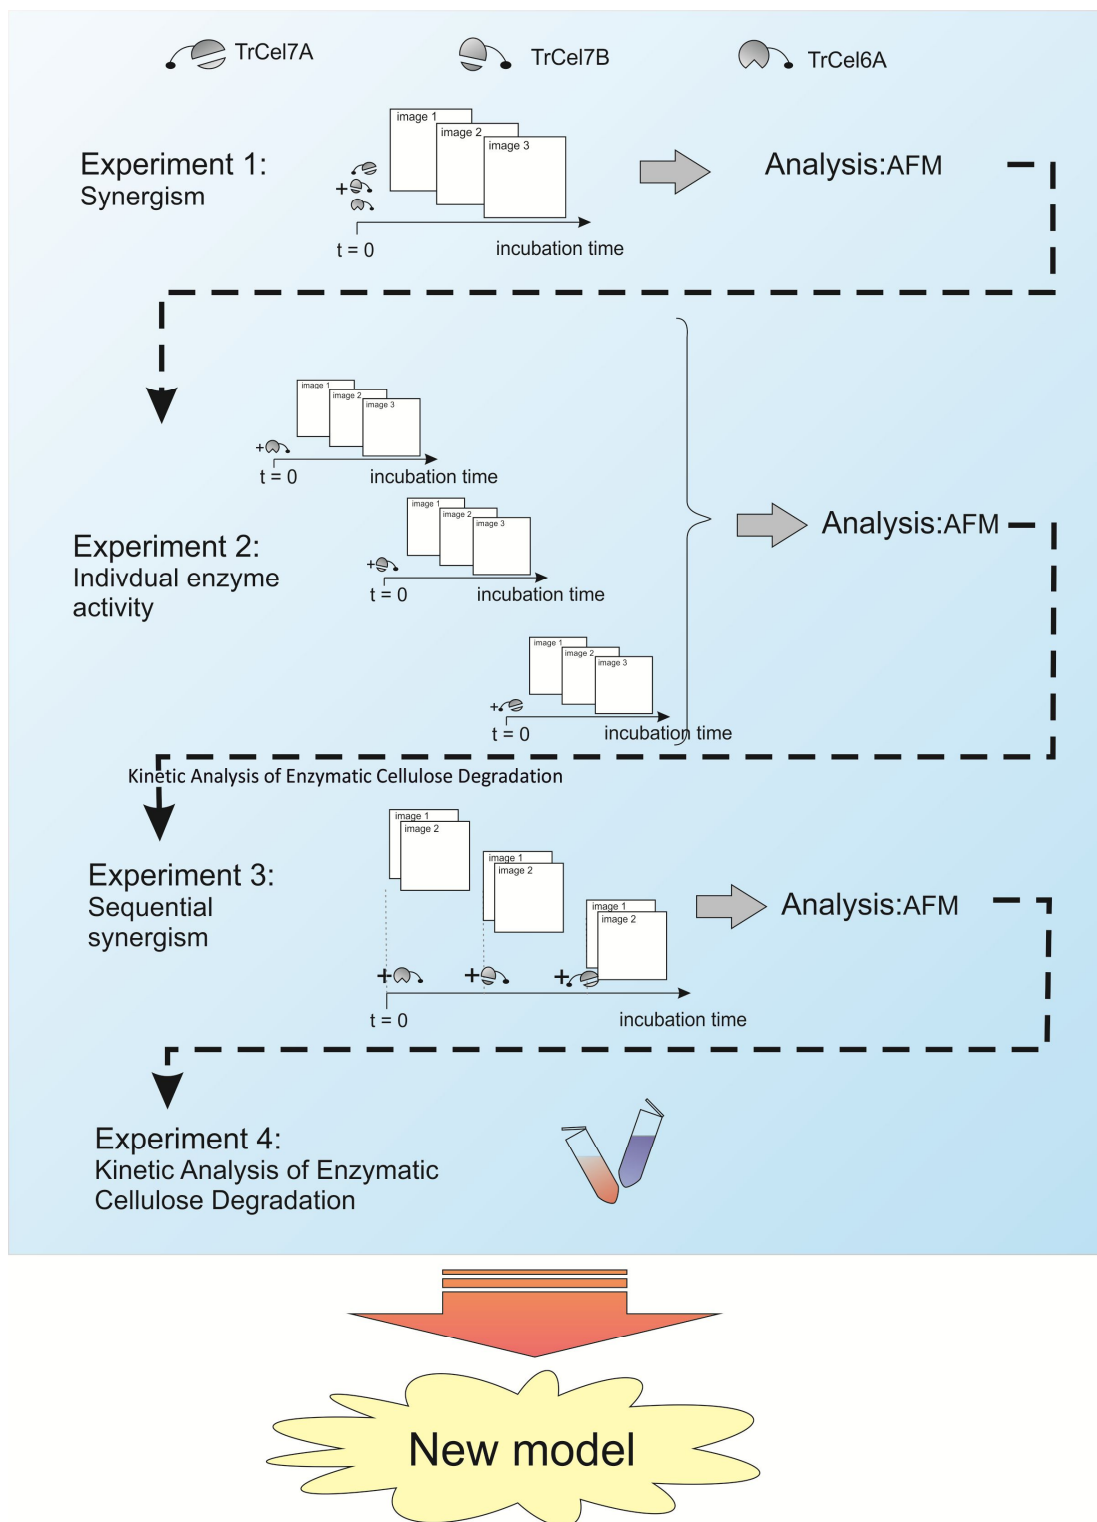 TrCel7A
TrCel7B
TrCel6A
Experiment 1:
Synergism
image 1
image 2
image 3
+
t = 0
incubation time
Analysis:AFM
image 1
image 2
image 3
+
t = 0
incubation time
Experiment 2:
Indivdual enzyme
activity
image 1
image 2
image 3
+
t = 0
incubation time
Analysis:AFM
image 1
image 2
image 3
+
t = 0
incubation time
Kinetic Analysis of Enzymatic Cellulose Degradation
Experiment 3:
Sequential
synergism
image 1
image 2
image 1
image 2
image 1
image 2
+
+
+
t = 0
incubation time
Analysis:AFM
Experiment 4:
Kinetic Analysis of Enzymatic
Cellulose Degradation
New model